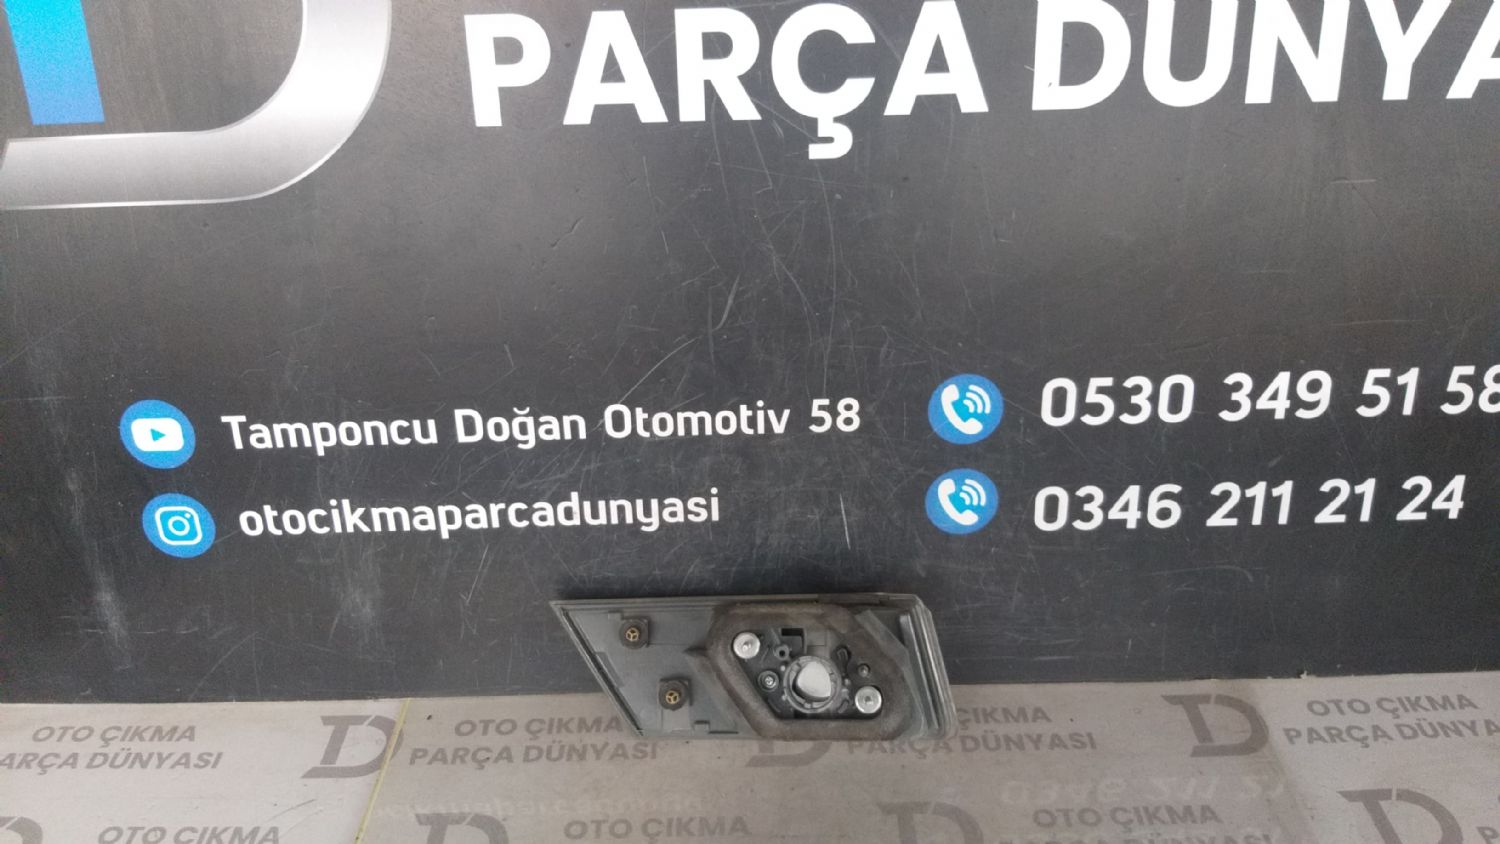 PARÇA DÜNYA
Tamponcu Doğan Otomotiv 58
otocikmaparcadunyasi
0530 349 51 58
0346 211 21 24
OTO ÇIKMA
PARÇA DÜNYASI
OTO ÇIKMA
PARÇA DÜNYASI
ÇIKMA
PARÇA DÜNYASI
OTO ÇIKMA
PARÇA DÜNYASI
OTO ÇIKMA
OTO ÇIKMA
OTO ÇIKMA